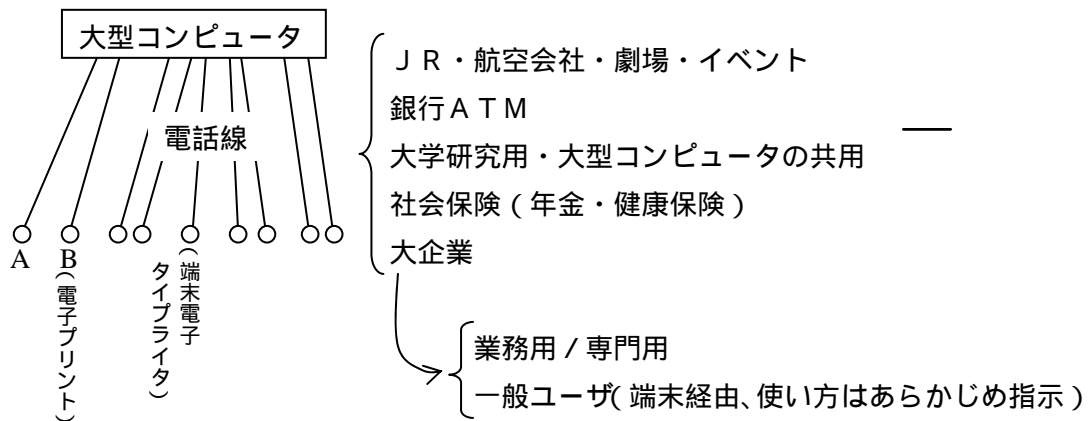 大型コンピュータ
電話線
A
B
(電子プリント)
(端末電子
タイプライタ)
JR・航空会社・劇場・イベント
銀行ATM
大学研究用・大型コンピュータの共用
社会保険(年金・健康保険)
大企業
業務用/専門用
一般ユーザ(端末経由、使い方はあらかじめ指示)